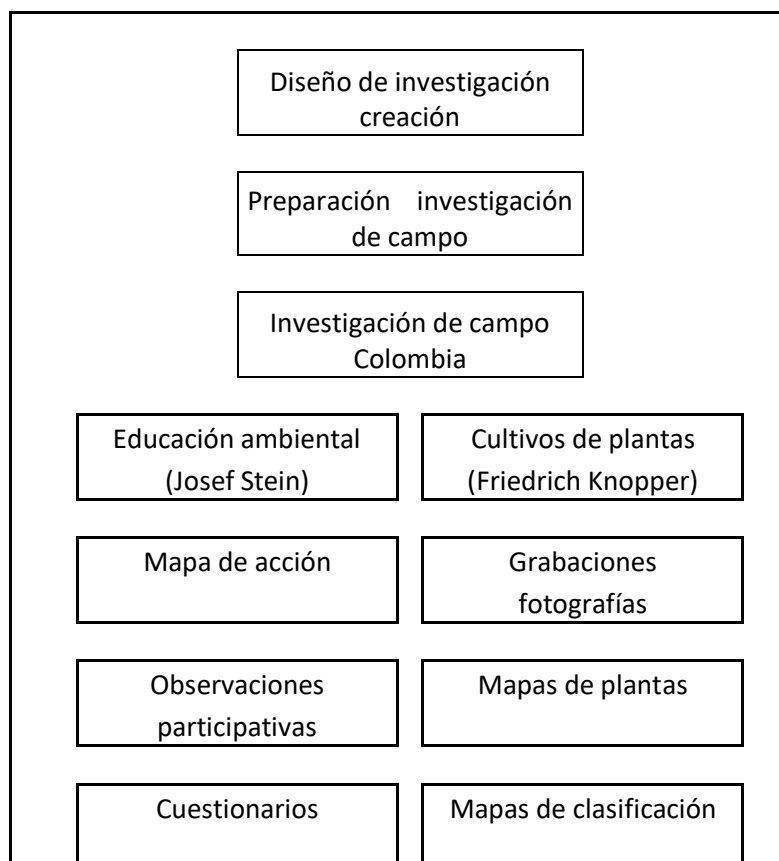 Diseño de investigación
creación
Preparación investigación
de campo
Investigación de campo
Colombia
Educación ambiental
(Josef Stein)
Cultivos de plantas
(Friedrich Knopper)
Mapa de acción
Grabaciones
fotografías
Observaciones
participativas
Mapas de plantas
Cuestionarios
Mapas de clasificación